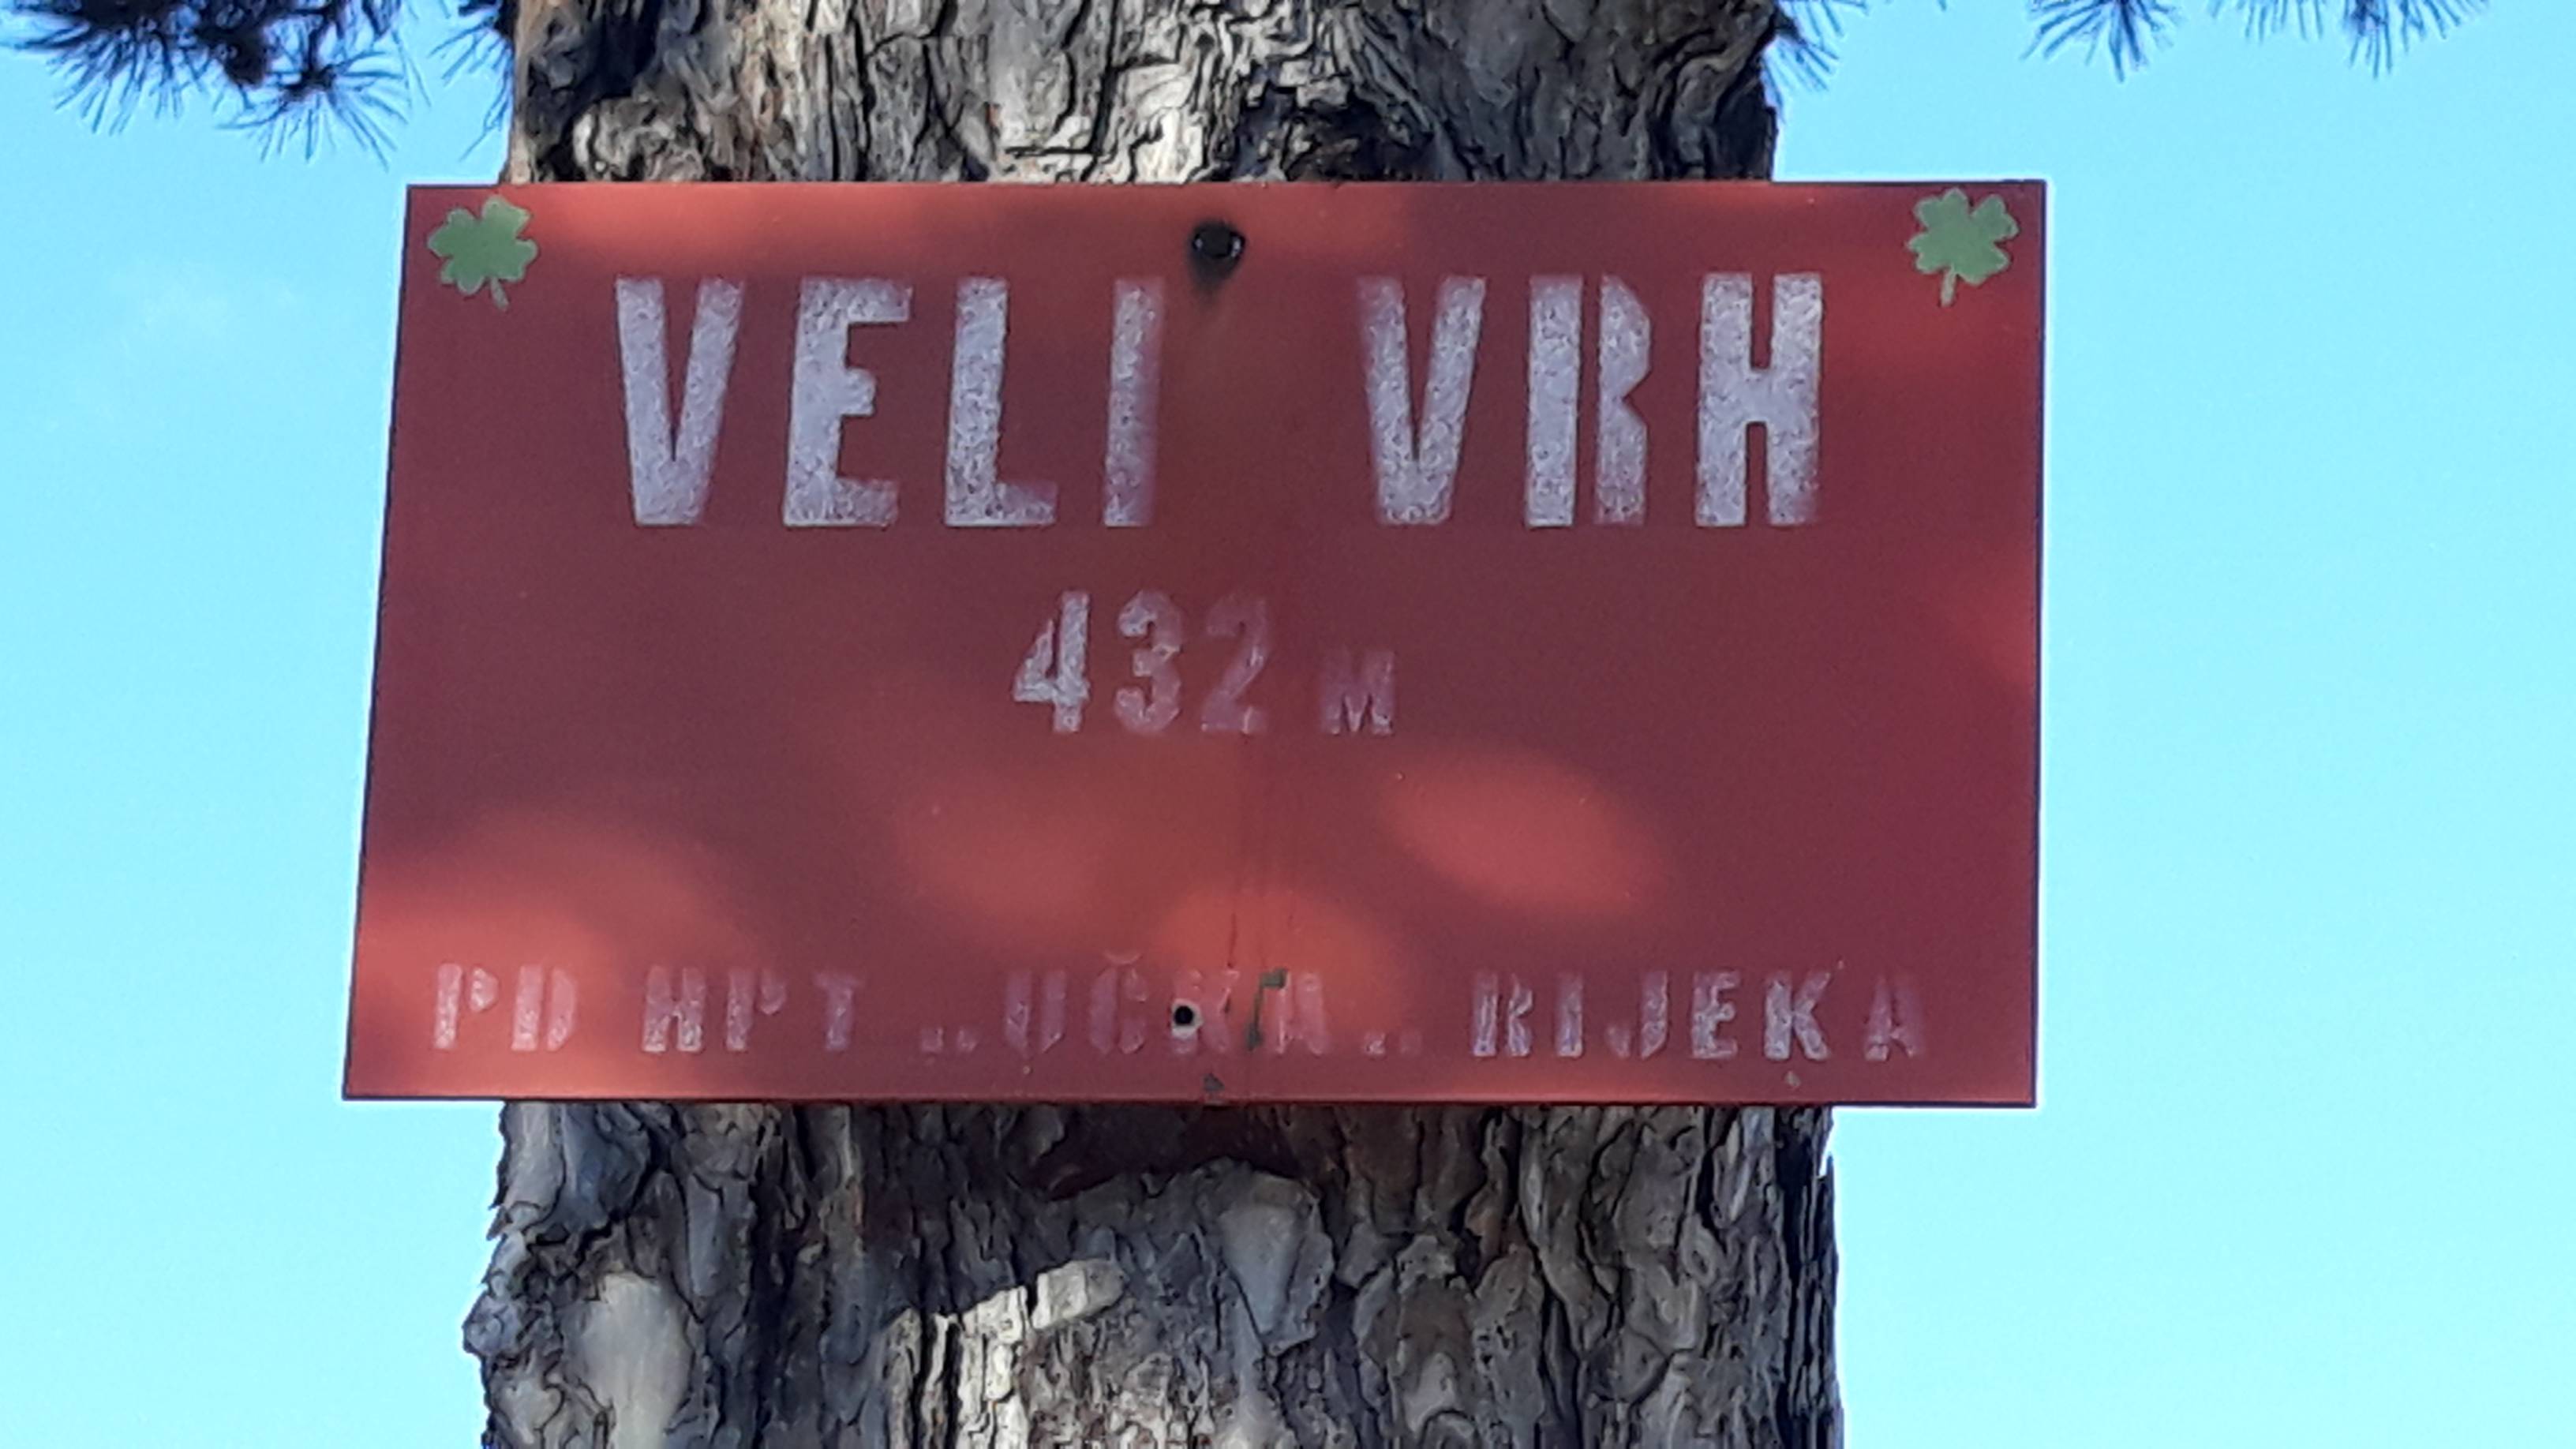 VELI VRH
432 M
PD HPT „UČKA„ RIJEKA